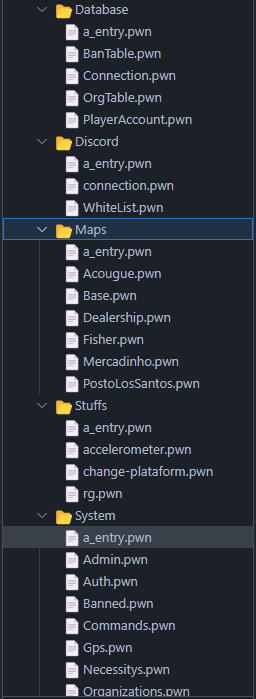 Database
a_entry.pwn
BanTable.pwn
Connection.pwn
OrgTable.pwn
PlayerAccount.pwn
Discord
a_entry.pwn
connection.pwn
WhiteList.pwn
Maps
a_entry.pwn
Acougue.pwn
Base.pwn
Dealership.pwn
Fisher.pwn
Mercadinho.pwn
PostoLosSantos.pwn
Stuffs
a_entry.pwn
accelerometer.pwn
change-plataform.pwn
rg.pwn
System
a_entry.pwn
Admin.pwn
Auth.pwn
Banned.pwn
Commands.pwn
Gps.pwn
Necessitys.pwn
Organizations.pwn